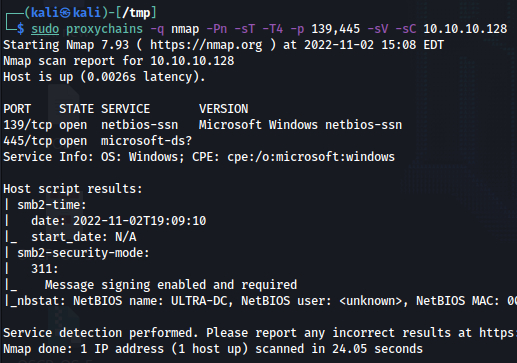 ┌──(kali㉿kali)-[/tmp]
└─$ sudo proxychains -q nmap -Pn -sT -T4 -p 139,445 -sV -sC 10.10.10.128
Starting Nmap 7.93 ( https://nmap.org ) at 2022-11-02 15:08 EDT
Nmap scan report for 10.10.10.128
Host is up (0.0026s latency).

PORT    STATE SERVICE       VERSION
139/tcp open  netbios-ssn   Microsoft Windows netbios-ssn
445/tcp open  microsoft-ds?
Service Info: OS: Windows; CPE: cpe:/o:microsoft:windows

Host script results:
| smb2-time:
|   date: 2022-11-02T19:09:10
|_  start_date: N/A
| smb2-security-mode:
|   311:
|_    Message signing enabled and required
|_nbstat: NetBIOS name: ULTRA-DC, NetBIOS user: <unknown>, NetBIOS MAC: 00

Service detection performed. Please report any incorrect results at https:
Nmap done: 1 IP address (1 host up) scanned in 24.05 seconds